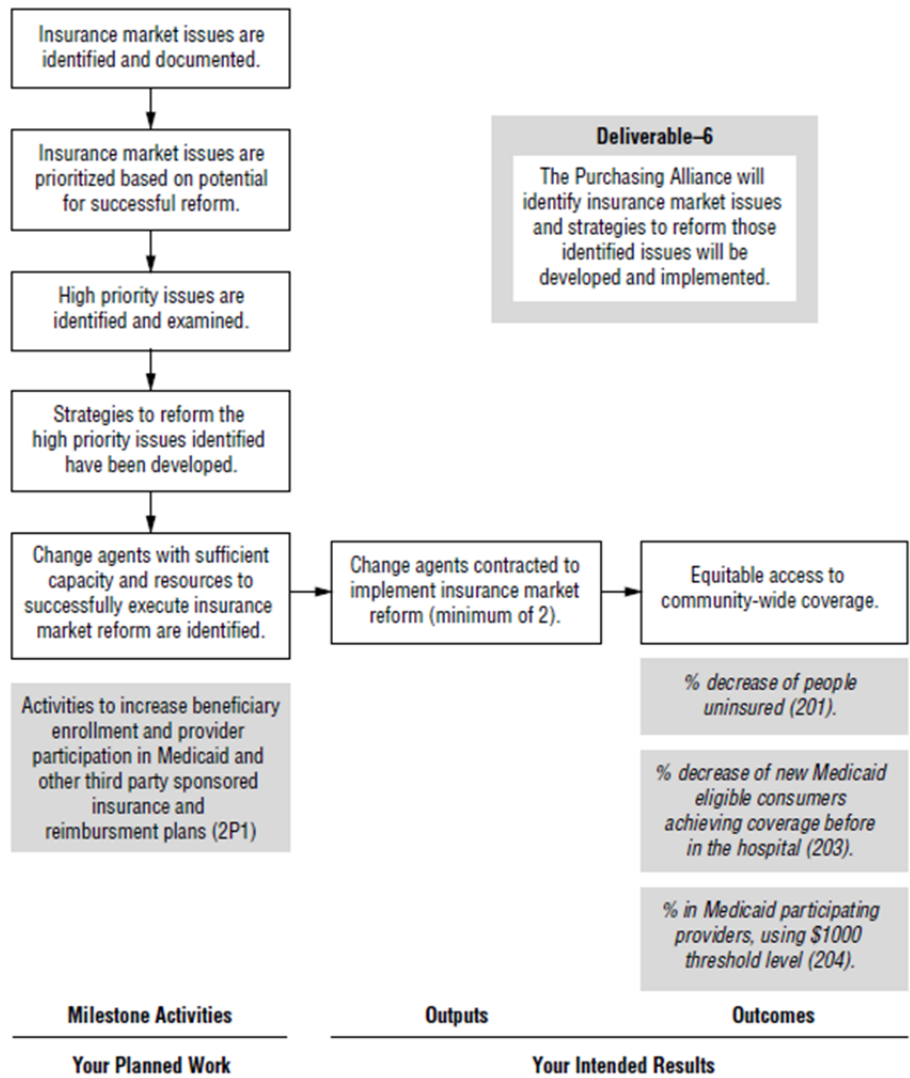 Insurance market issues are
identified and documented.
Insurance market issues are
prioritized based on potential
for successful reform.
High priority issues are
identified and examined.
Strategies to reform the
high priority issues identified
have been developed.
Change agents with sufficient
capacity and resources to
successfully execute insurance
market reform are identified.
Activities to increase beneficiary
enrollment and provider
participation in Medicaid and
other third party sponsored
insurance and
reimbursment plans (2P1)
Deliverable–6
The Purchasing Alliance will
identify insurance market issues
and strategies to reform those
identified issues will be
developed and implemented.
Change agents contracted to
implement insurance market
reform (minimum of 2).
Equitable access to
community-wide coverage.
% decrease of people
uninsured (201).
% decrease of new Medicaid
eligible consumers
achieving coverage before
in the hospital (203).
% in Medicaid participating
providers, using $1000
threshold level (204).
Milestone Activities
Outputs
Outcomes
Your Planned Work
Your Intended Results